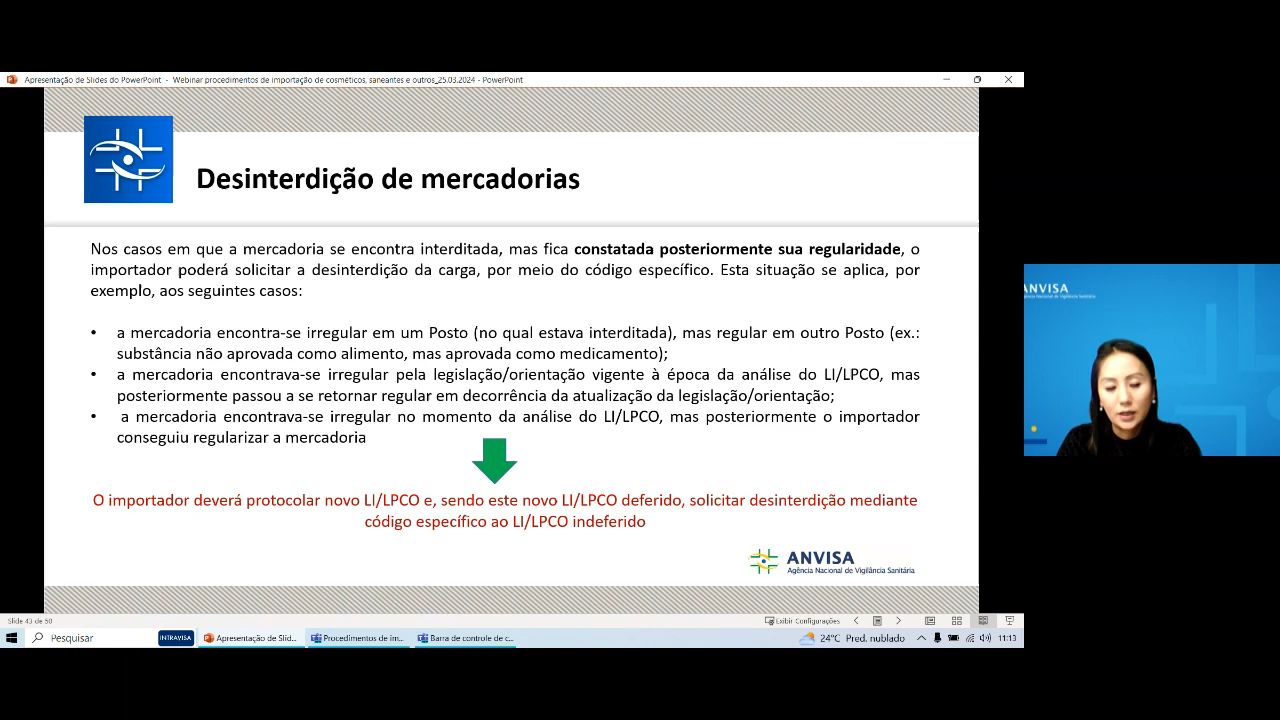 Apresentação de Slides do PowerPoint - Webinar procedimentos de importação de cosméticos, saneantes e outros_25.03.2024 - PowerPoint
Desinterdição de mercadorias
Nos casos em que a mercadoria se encontra interditada, mas fica constatada posteriormente sua regularidade, o
importador poderá solicitar a desinterdição da carga, por meio do código específico. Esta situação se aplica, por
exemplo, aos seguintes casos:
• a mercadoria encontra-se irregular em um Posto (no qual estava interditada), mas regular em outro Posto (ex.:
substância não aprovada como alimento, mas aprovada como medicamento);
• a mercadoria encontrava-se irregular pela legislação/orientação vigente à época da análise do LI/LPCO, mas
posteriormente passou a se retornar regular em decorrência da atualização da legislação/orientação;
• a mercadoria encontrava-se irregular no momento da análise do LI/LPCO, mas posteriormente o importador
conseguiu regularizar a mercadoria
O importador deverá protocolar novo LI/LPCO e, sendo este novo LI/LPCO deferido, solicitar desinterdição mediante
código específico ao LI/LPCO indeferido
ANVISA
Agência Nacional de Vigilância Sanitária
ANVISA
Agência Nacional de Vigilância Sanitária
Slide 43 de 50
Exibir Configurações
Pesquisar
INTRAVISA
Apresentação de Slid...
Procedimentos de im...
Barra de controle de c...
24°C Pred. nublado
11:13